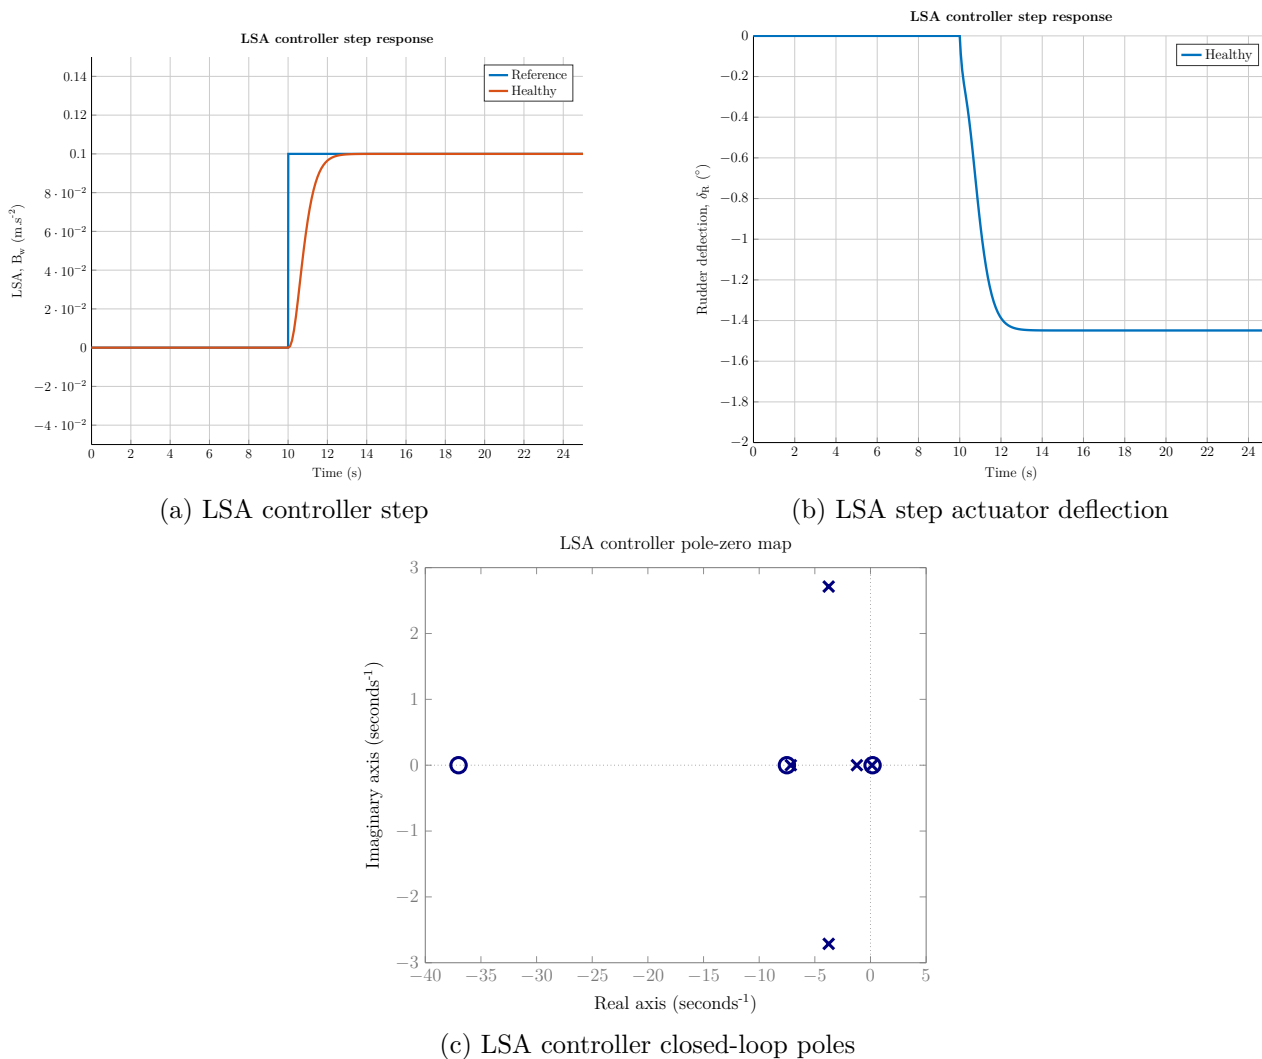 LSA controller step response
Reference
Healthy
0.14
0.12
0.1
8 · 10⁻²
6 · 10⁻²
4 · 10⁻²
2 · 10⁻²
0
−2 · 10⁻²
−4 · 10⁻²
LSA, B_w (m.s⁻²)
0 2 4 6 8 10 12 14 16 18 20 22 24
Time (s)
(a) LSA controller step
LSA controller step response
Healthy
0
−0.2
−0.4
−0.6
−0.8
−1
−1.2
−1.4
−1.6
−1.8
−2
Rudder deflection, δ_R (°)
0 2 4 6 8 10 12 14 16 18 20 22 24
Time (s)
(b) LSA step actuator deflection
LSA controller pole-zero map
3
2
1
0
−1
−2
−3
Imaginary axis (seconds⁻¹)
−40 −35 −30 −25 −20 −15 −10 −5 0 5
Real axis (seconds⁻¹)
(c) LSA controller closed-loop poles